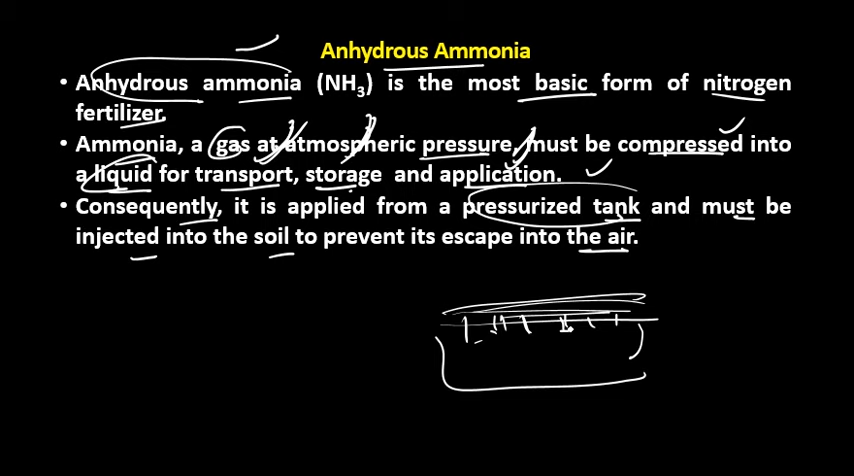 Anhydrous Ammonia
• Anhydrous ammonia (NH₃) is the most basic form of nitrogen
fertilizer.
• Ammonia, a gas at atmospheric pressure, must be compressed into
a liquid for transport, storage and application.
• Consequently, it is applied from a pressurized tank and must be
injected into the soil to prevent its escape into the air.